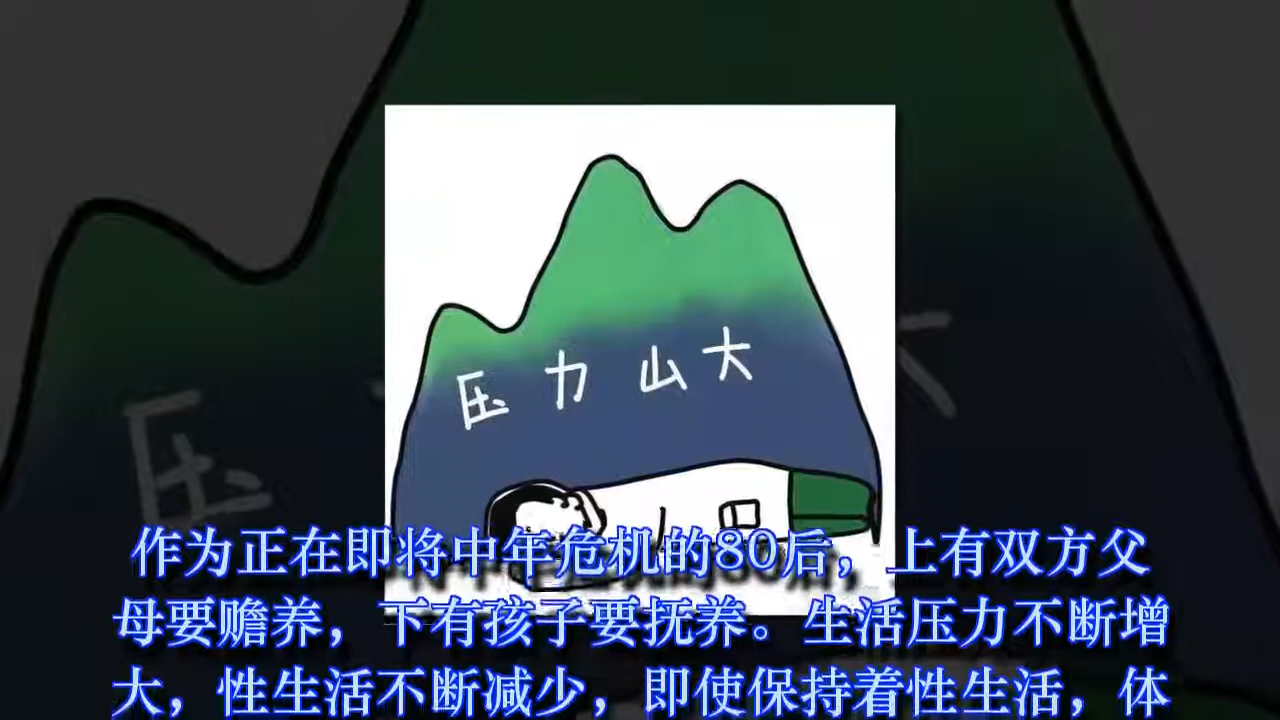 压力山大
作为正在即将中年危机的80后，上有双方父
母要赡养，下有孩子要抚养。生活压力不断增
大，性生活不断减少，即使保持着性生活，体